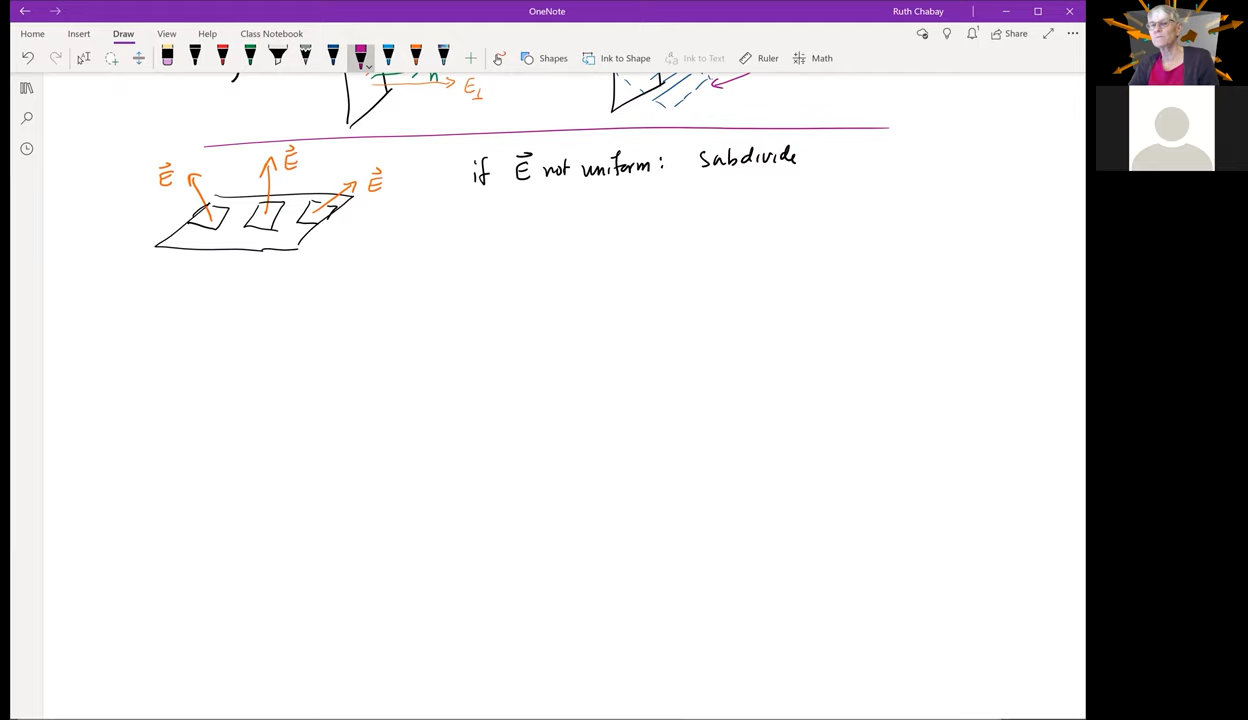 OneNote
Ruth Chabay
Home Insert Draw View Help Class Notebook
Share
Shapes Ink to Shape Ink to Text Ruler Math
n E⊥
E⃗ E⃗ E⃗
if E⃗ not uniform: subdivide